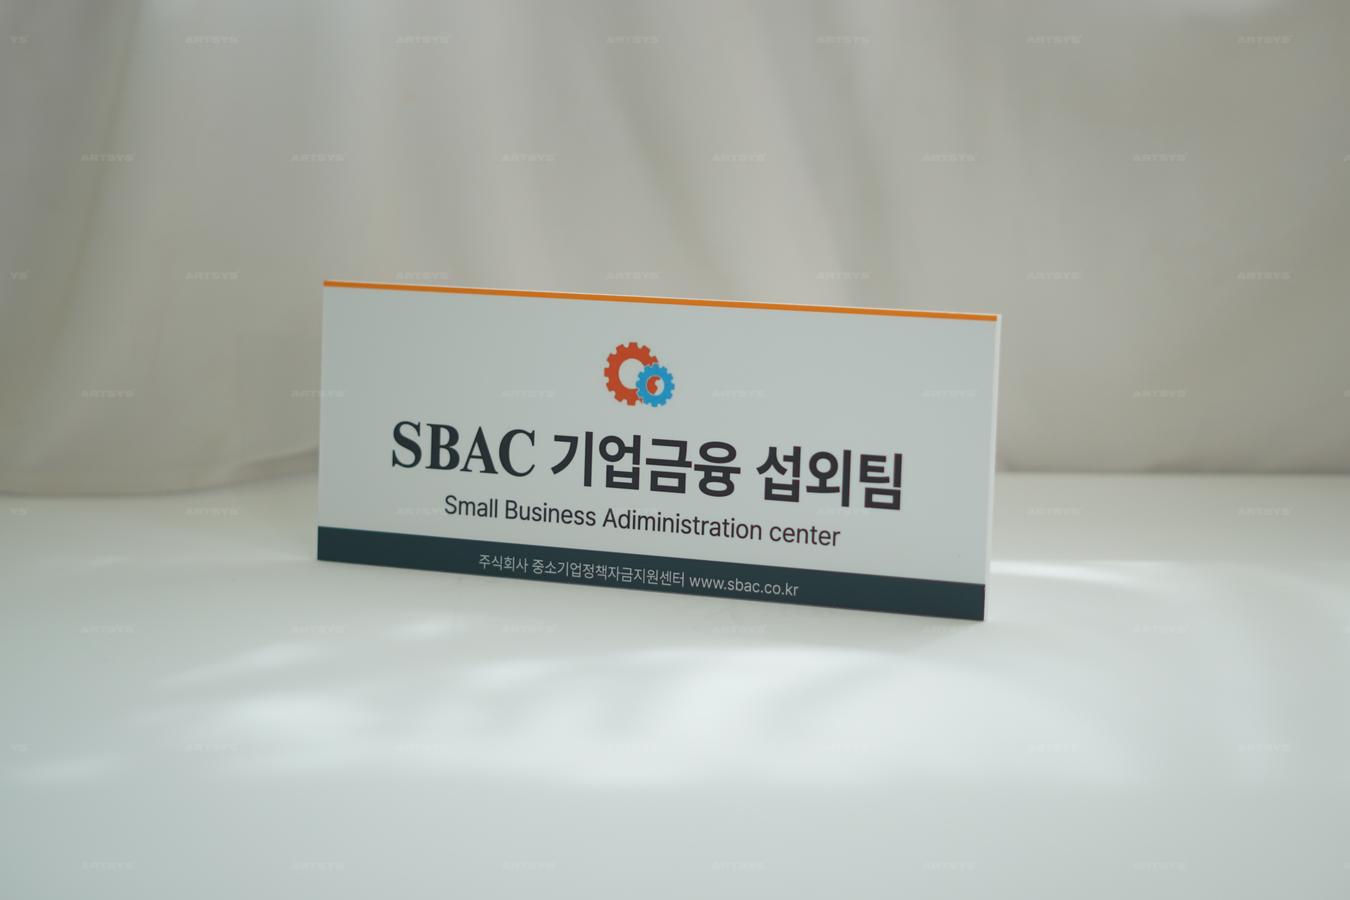 SBAC 기업금융 섭외팀
Small Business Adiministration center
주식회사 중소기업정책자금지원센터 www.sbac.co.kr
ARTSYS